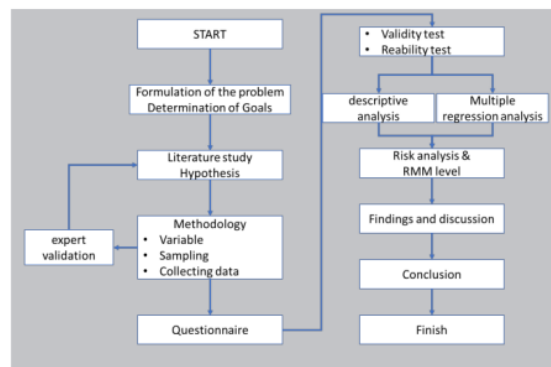 START
Formulation of the problem
Determination of Goals
Literature study
Hypothesis
Methodology
• Variable
• Sampling
• Collecting data
expert
validation
Questionnaire
• Validity test
• Reability test
descriptive
analysis
Multiple
regression analysis
Risk analysis &
RMM level
Findings and discussion
Conclusion
Finish